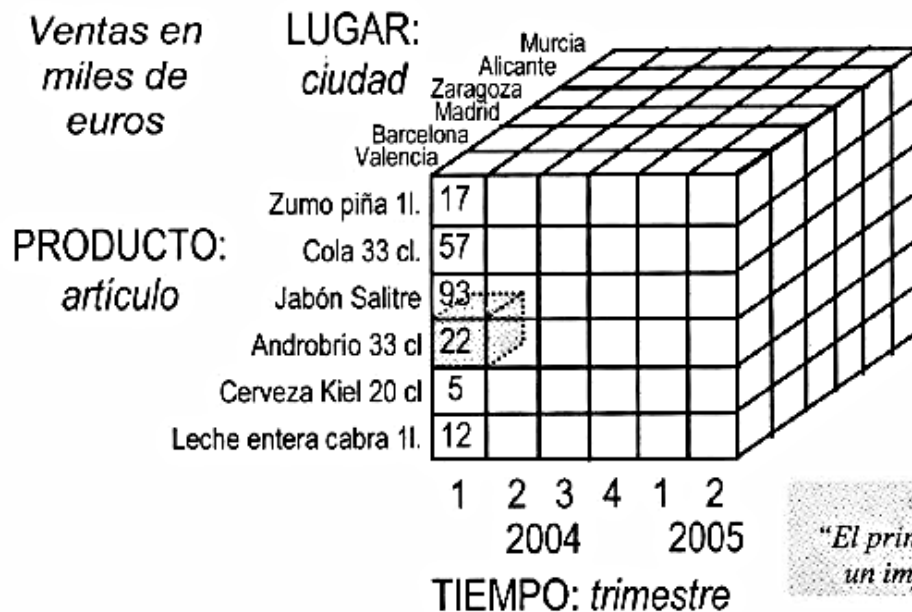 Ventas en
miles de
euros
LUGAR:
ciudad
Murcia
Alicante
Zaragoza
Madrid
Barcelona
Valencia
PRODUCTO:
artículo
Zumo piña 1l. 17
Cola 33 cl. 57
Jabón Salitre 93
Androbrio 33 cl 22
Cerveza Kiel 20 cl 5
Leche entera cabra 1l. 12
1 2 3 4 1 2
2004 2005
TIEMPO: trimestre
"El
un